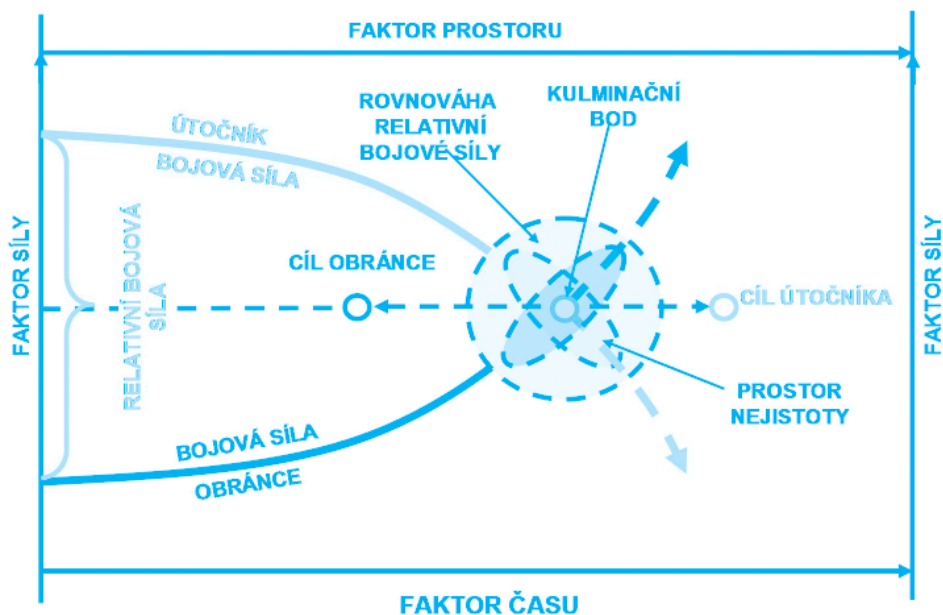 FAKTOR PROSTORU
ROVNOVÁHA
RELATIVNÍ
BOJOVÉ SÍLY
KULMINAČNÍ
BOD
ÚTOČNÍK
BOJOVÁ SÍLA
FAKTOR SÍLY
RELATIVNÍ BOJOVÁ
SÍLA
CÍL OBRÁNCE
CÍL ÚTOČNÍKA
FAKTOR SÍLY
PROSTOR
NEJISTOTY
BOJOVÁ SÍLA
OBRÁNCE
FAKTOR ČASU